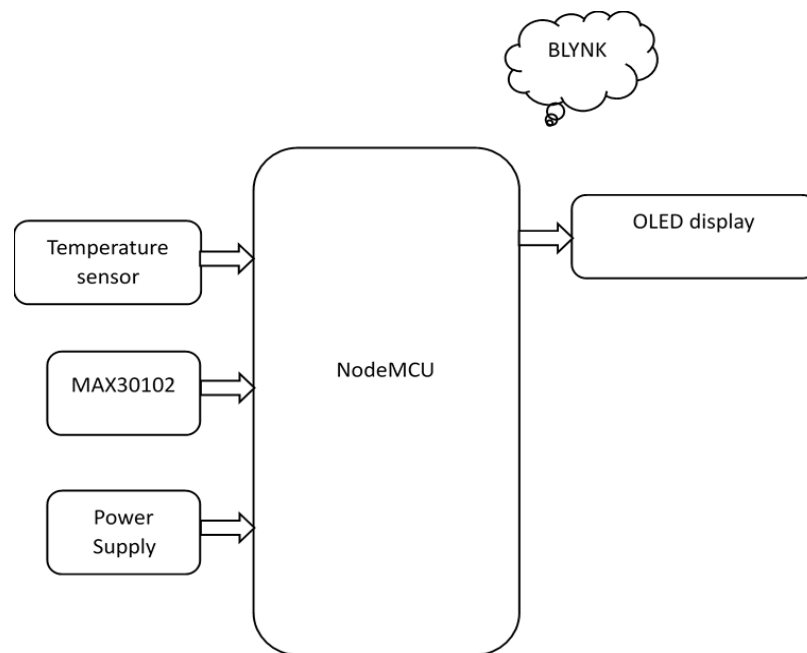 BLYNK
OLED display
Temperature
sensor
NodeMCU
MAX30102
Power
Supply